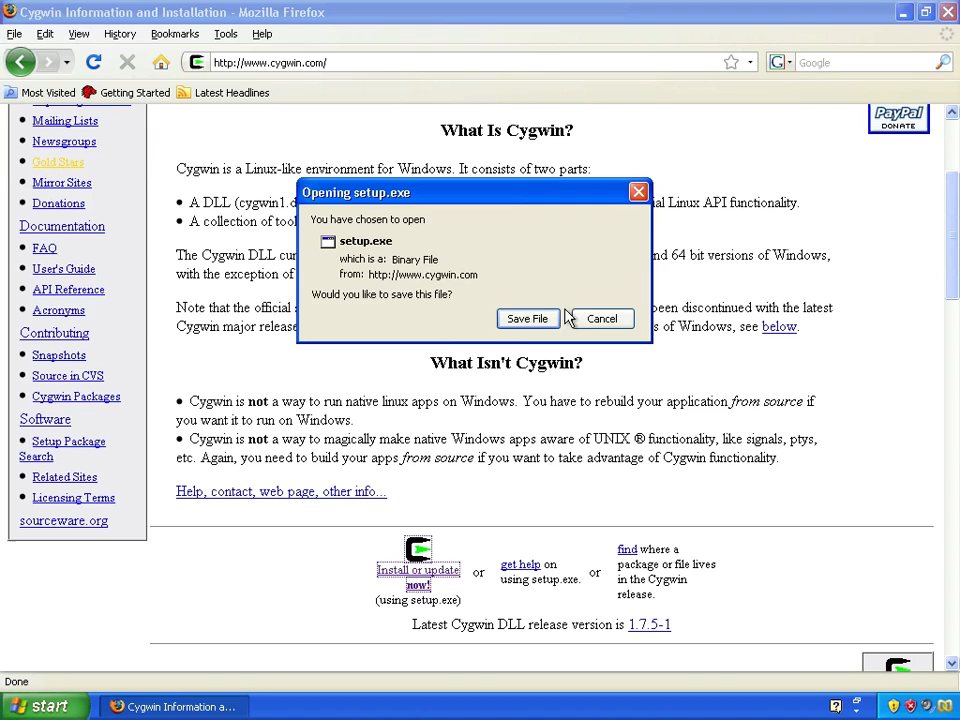 Cygwin Information and Installation - Mozilla Firefox
File Edit View History Bookmarks Tools Help
http://www.cygwin.com/
G Google
Most Visited Getting Started Latest Headlines
Mailing Lists
Newsgroups
Gold Stars
Mirror Sites
Donations
Documentation
FAQ
User's Guide
API Reference
Acronyms
Contributing
Snapshots
Source in CVS
Cygwin Packages
Software
Setup Package
Search
Related Sites
Licensing Terms
sourceware.org
PayPal
DONATE
What Is Cygwin?
Cygwin is a Linux-like environment for Windows. It consists of two parts:
• A DLL (cygwin1.d
ial Linux API functionality.
• A collection of tool
The Cygwin DLL cur
nd 64 bit versions of Windows,
with the exception of
Note that the official s
been discontinued with the latest
Cygwin major releas
s of Windows, see below.
Opening setup.exe
You have chosen to open
setup.exe
which is a: Binary File
from: http://www.cygwin.com
Would you like to save this file?
Save File Cancel
What Isn't Cygwin?
• Cygwin is not a way to run native linux apps on Windows. You have to rebuild your application from source if
you want it to run on Windows.
• Cygwin is not a way to magically make native Windows apps aware of UNIX ® functionality, like signals, ptys,
etc. Again, you need to build your apps from source if you want to take advantage of Cygwin functionality.
Help, contact, web page, other info...
Install or update
now!
(using setup.exe)
or
get help on
using setup.exe.
or
find where a
package or file lives
in the Cygwin
release.
Latest Cygwin DLL release version is 1.7.5-1
Done
start Cygwin Information a...